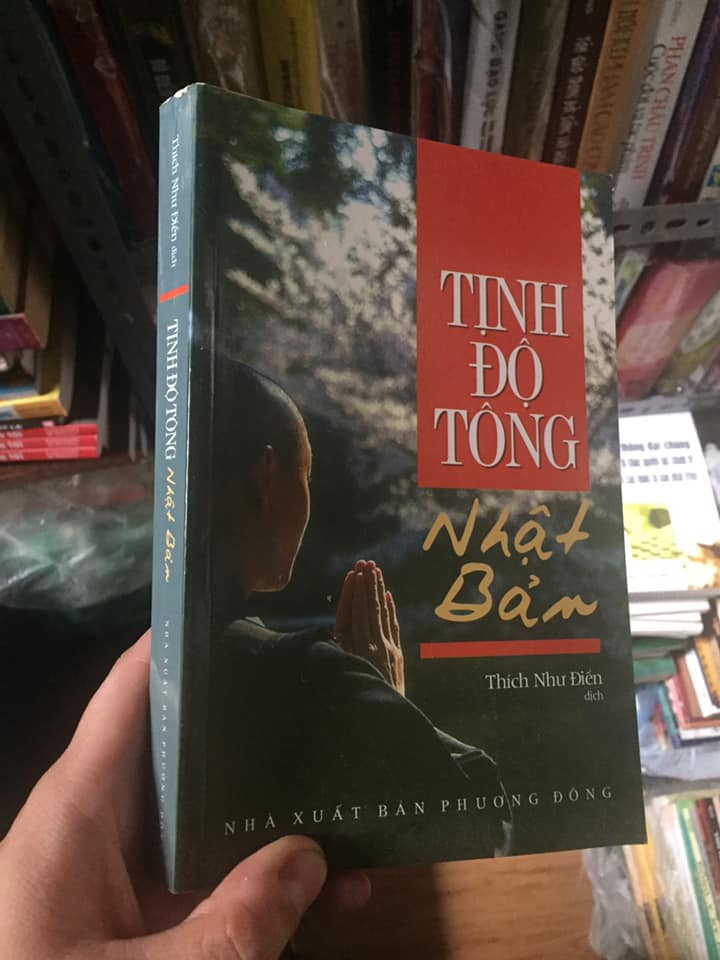 TỊNH
ĐỘ
TÔNG
Nhật
Bản
Thích Như Điển
dịch
NHÀ XUẤT BẢN PHƯƠNG ĐÔNG
Thích Như Điển dịch
TỊNH ĐỘ TÔNG Nhật Bản
NHÀ XUẤT BẢN PHƯƠNG
PHAN CHÂU TRINH